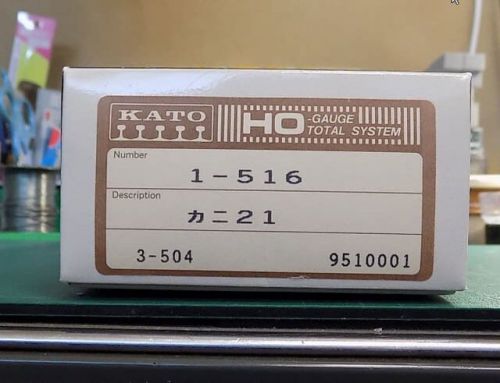 KATO
HO -GAUGE TOTAL SYSTEM
Number
1-516
Description
カニ21
3-504 9510001